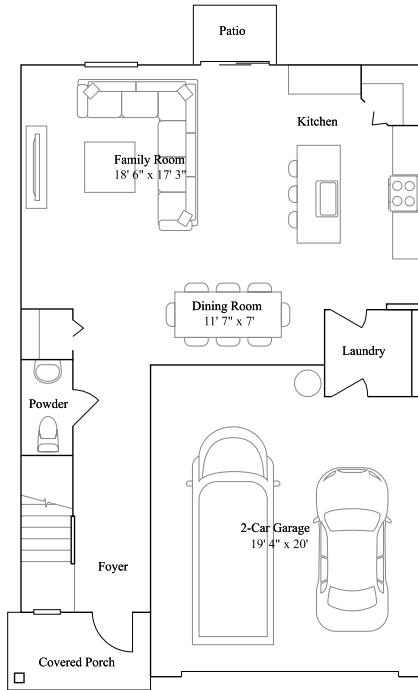 Patio
Kitchen
Family Room
18' 6" x 17' 3"
Dining Room
11' 7" x 7'
Laundry
Powder
2-Car Garage
19' 4" x 20'
Foyer
Covered Porch